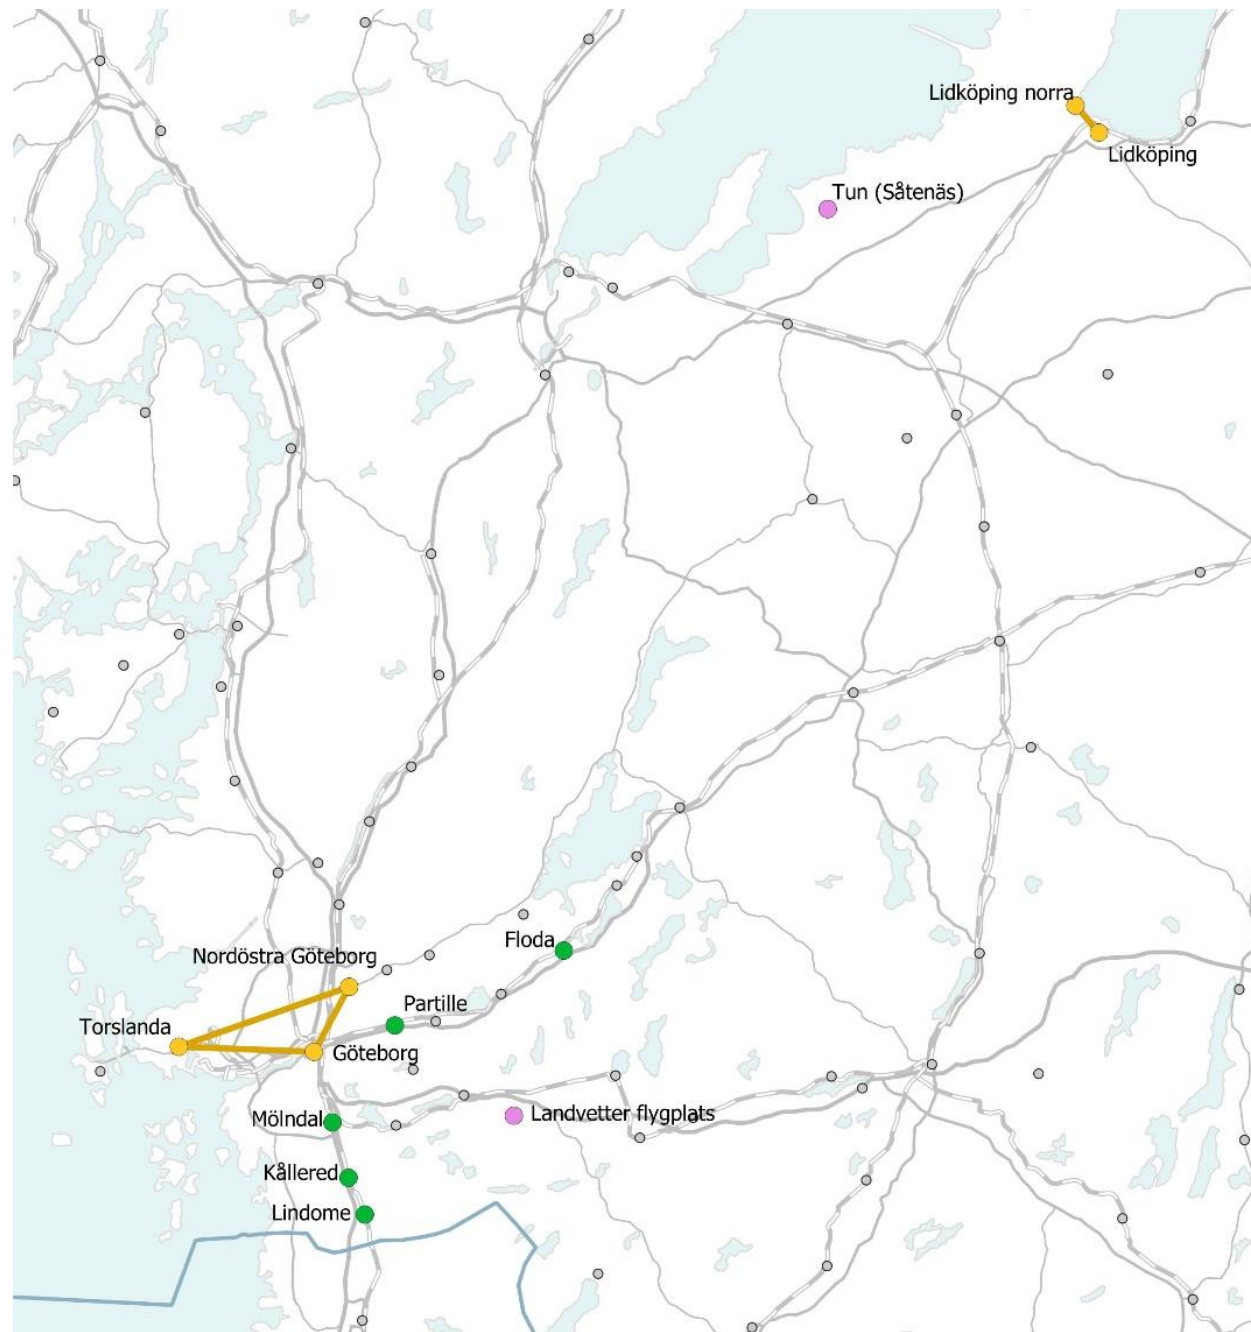 Lidköping norra
Lidköping
Tun (Såtenäs)
Nordöstra Göteborg
Floda
Partille
Torslanda
Göteborg
Mölndal
Landvetter flygplats
Kållered
Lindome